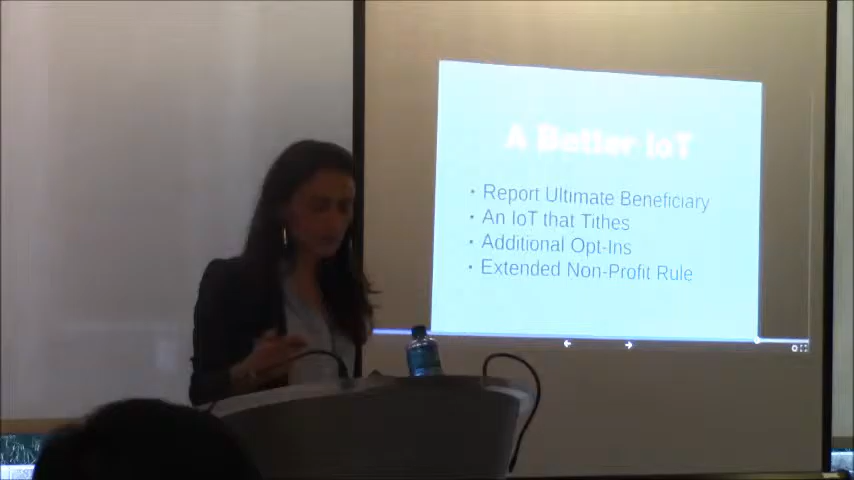 A Better IoT
• Report Ultimate Beneficiary
• An IoT that Tithes
• Additional Opt-Ins
• Extended Non-Profit Rule